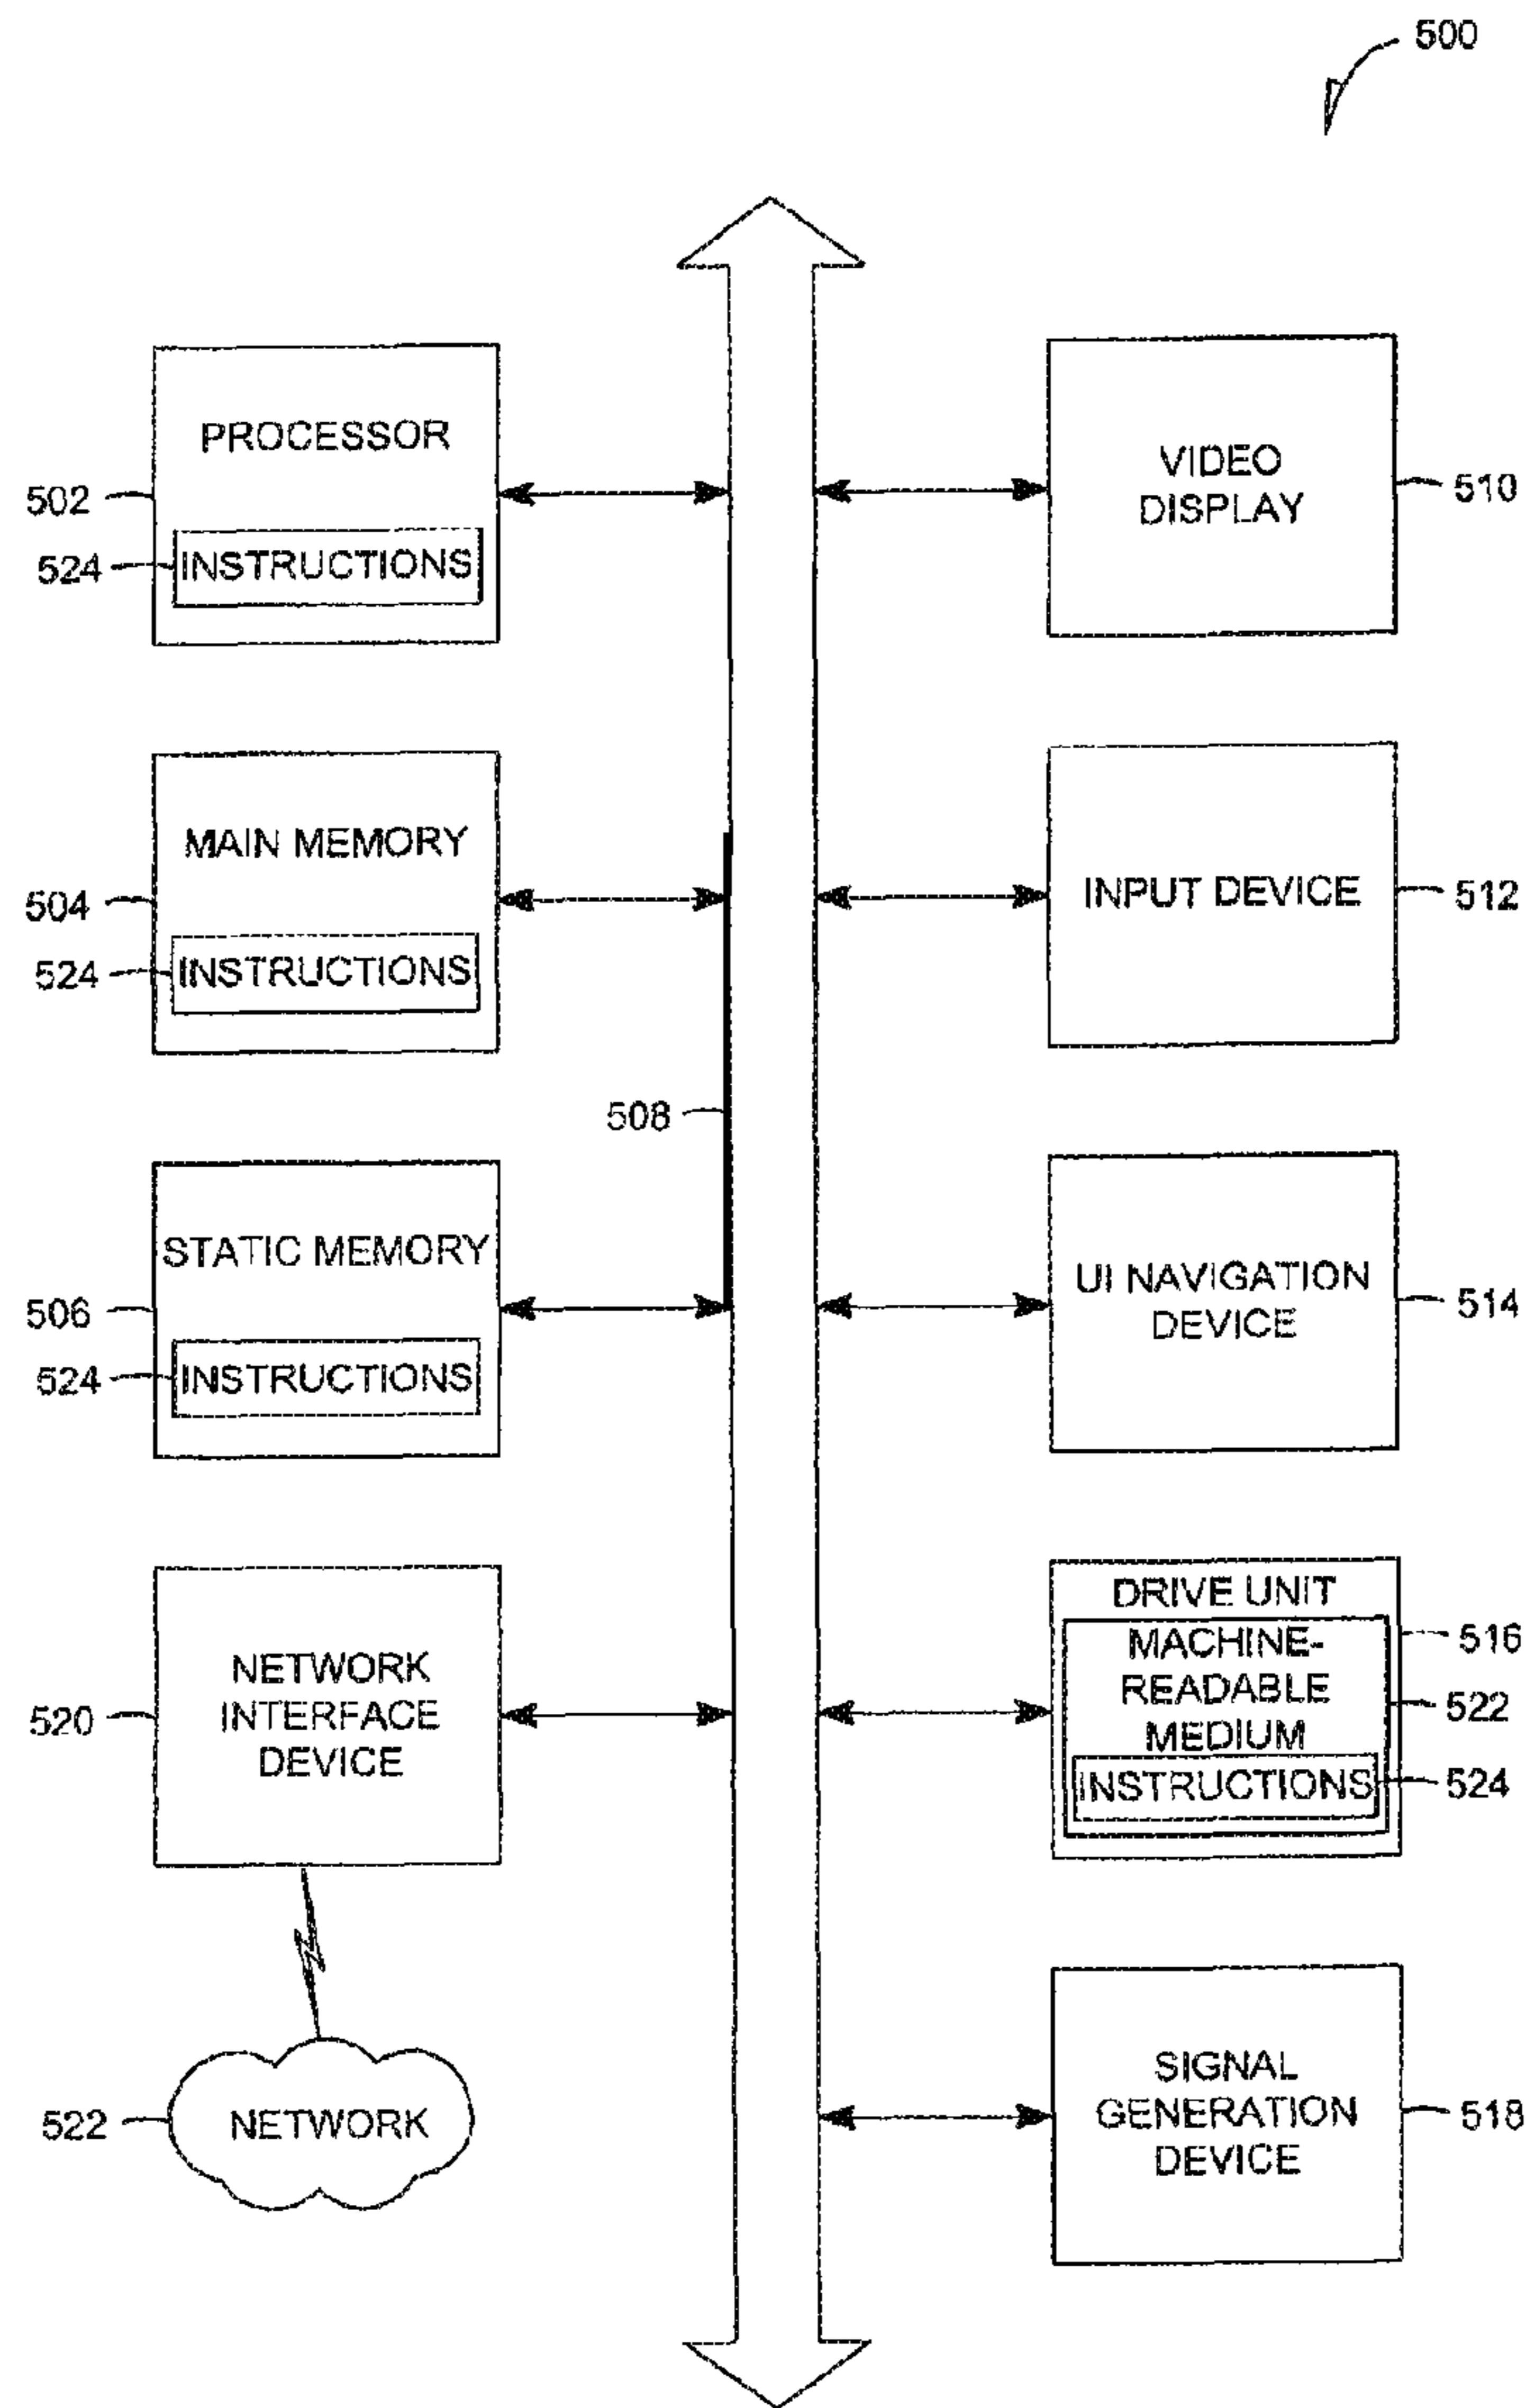 500
PROCESSOR
502
524
INSTRUCTIONS
VIDEO
DISPLAY
510
MAIN MEMORY
504
524
INSTRUCTIONS
INPUT DEVICE
512
508
STATIC MEMORY
506
524
INSTRUCTIONS
UI NAVIGATION
DEVICE
514
NETWORK
INTERFACE
DEVICE
520
DRIVE UNIT
516
MACHINE-
READABLE
MEDIUM
522
INSTRUCTIONS
524
522
NETWORK
SIGNAL
GENERATION
DEVICE
518